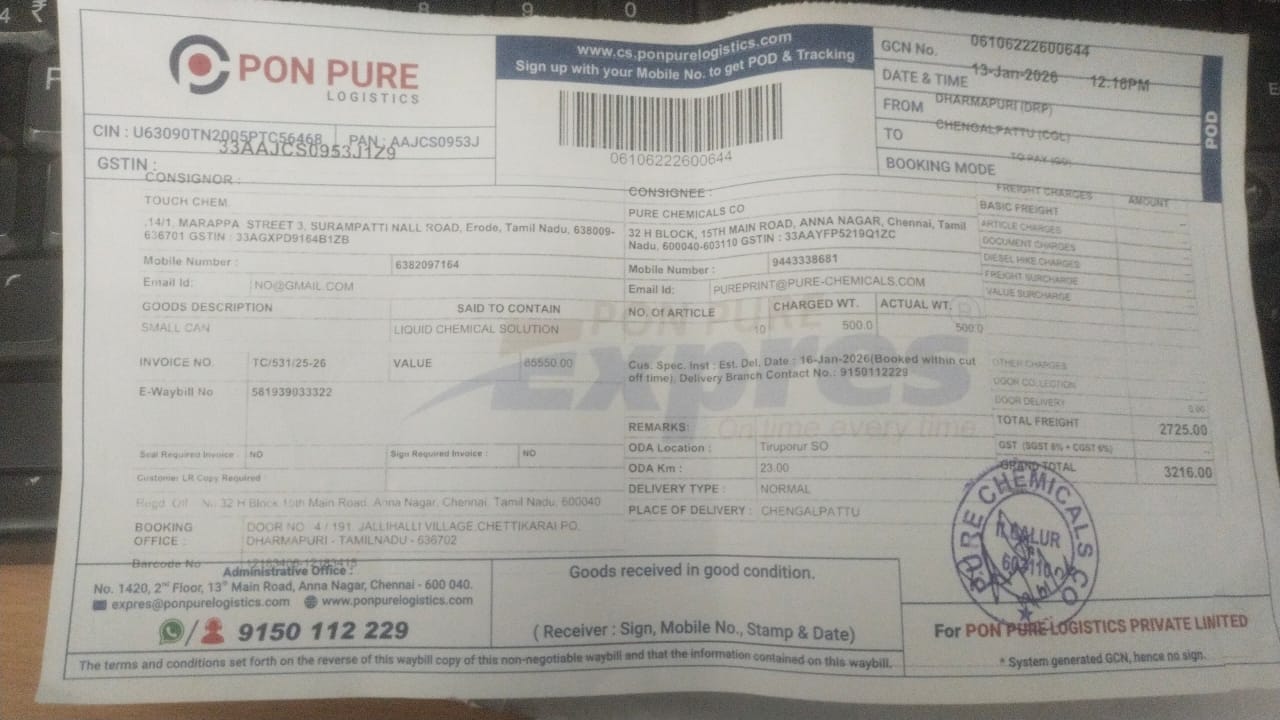 PON PURE
LOGISTICS
www.cs.ponpurelogistics.com
Sign up with your Mobile No. to get POD & Tracking
06106222600644
GCN No. 06106222600644
DATE & TIME 13-Jan-2026 12:18PM
FROM DHARMAPURI (DRP)
TO CHENGALPATTU (CGL)
BOOKING MODE TO PAY
POD
CIN : U63090TN2005PTC56468 PAN : AAJCS0953J
GSTIN : 33AAJCS0953J1Z9
CONSIGNOR :
TOUCH CHEM.
,14/1, MARAPPA STREET 3, SURAMPATTI NALL ROAD, Erode, Tamil Nadu, 638009-
636701 GSTIN : 33AGXPD9164B1ZB
Mobile Number : 6382097164
Email Id: NO@GMAIL.COM
GOODS DESCRIPTION SAID TO CONTAIN
SMALL CAN LIQUID CHEMICAL SOLUTION
INVOICE NO. TC/531/25-26 VALUE 85550.00
E-Waybill No 581939033322
Seal Required Invoice : NO Sign Required Invoice : NO
Customer LR Copy Required :
Regd. Off No 32 H Block 15th Main Road, Anna Nagar, Chennai, Tamil Nadu, 600040
BOOKING
OFFICE :
DOOR NO 4 / 191, JALLIHALLI VILLAGE,CHETTIKARAI PO.
DHARMAPURI - TAMILNADU - 636702
Barcode No
CONSIGNEE :
PURE CHEMICALS CO
32 H BLOCK, 15TH MAIN ROAD, ANNA NAGAR, Chennai, Tamil
Nadu, 600040-603110 GSTIN : 33AAYFP5219Q1ZC
Mobile Number : 9443338681
Email Id: PUREPRINT@PURE-CHEMICALS.COM
NO. Of ARTICLE CHARGED WT. ACTUAL WT.
10 500.0 500.0
Cus. Spec. Inst : Est. Del. Date : 16-Jan-2026(Booked within cut
off time), Delivery Branch Contact No.: 9150112229
REMARKS:
ODA Location : Tiruporur SO
ODA Km : 23.00
DELIVERY TYPE : NORMAL
PLACE OF DELIVERY : CHENGALPATTU
PON PURE
Expres
On time every time
FREIGHT CHARGES AMOUNT
BASIC FREIGHT
ARTICLE CHARGES
DOCUMENT CHARGES
DIESEL HIKE CHARGES
FREIGHT SURCHARGE
VALUE SURCHARGE
OTHER CHARGES
DOOR COLLECTION
DOOR DELIVERY 0.00
TOTAL FREIGHT 2725.00
GST (SGST 6% + CGST 6%)
GRAND TOTAL 3216.00
PURE CHEMICALS CO
603110
Administrative Office :
No. 1420, 2nd Floor, 13th Main Road, Anna Nagar, Chennai - 600 040.
expres@ponpurelogistics.com www.ponpurelogistics.com
9150 112 229
Goods received in good condition.
( Receiver : Sign, Mobile No., Stamp & Date)
For PON PURE LOGISTICS PRIVATE LIMITED
* System generated GCN, hence no sign.
The terms and conditions set forth on the reverse of this waybill copy of this non-negotiable waybill and that the information contained on this waybill.